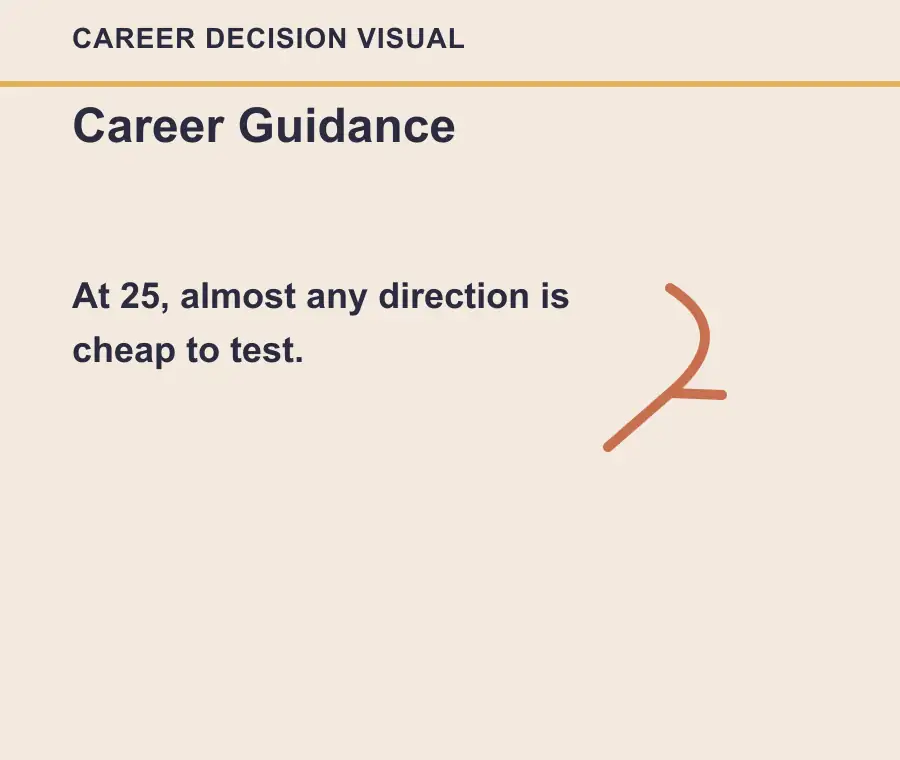 CAREER DECISION VISUAL
Career Guidance
At 25, almost any direction is
cheap to test.